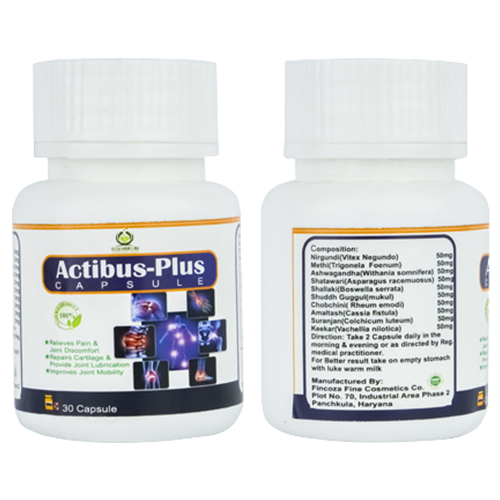 Actibus-Plus
CAPSULE
100%
Relieves Pain &
Joint Discomfort
Repairs Cartilage &
Provide Joint Lubrication
Improves Joint Mobility
30 Capsule
Composition:
Nirgundi(Vitex Negundo) 50mg
Methi(Trigonela Foenum) 50mg
Ashwagandha(Withania somnifera) 50mg
Shatawari(Asparagus racemosus) 50mg
Shallaki(Boswella serrata) 50mg
Shuddh Guggul(mukul) 50mg
Chobchini( Rheum emodi) 50mg
Amaltash(Cassia fistula) 50mg
Suranjan(Colchicum luteum) 50mg
Keekar(Vachellia nilotica) 50mg
Direction: Take 2 Capsule daily in the
morning & evening or as directed by Reg.
medical practitioner.
For Better result take on empty stomach
with luke warm milk
Manufactured By:
Fincoza Fine Cosmetics Co.
Plot No. 70, Industrial Area Phase 2
Panchkula, Haryana